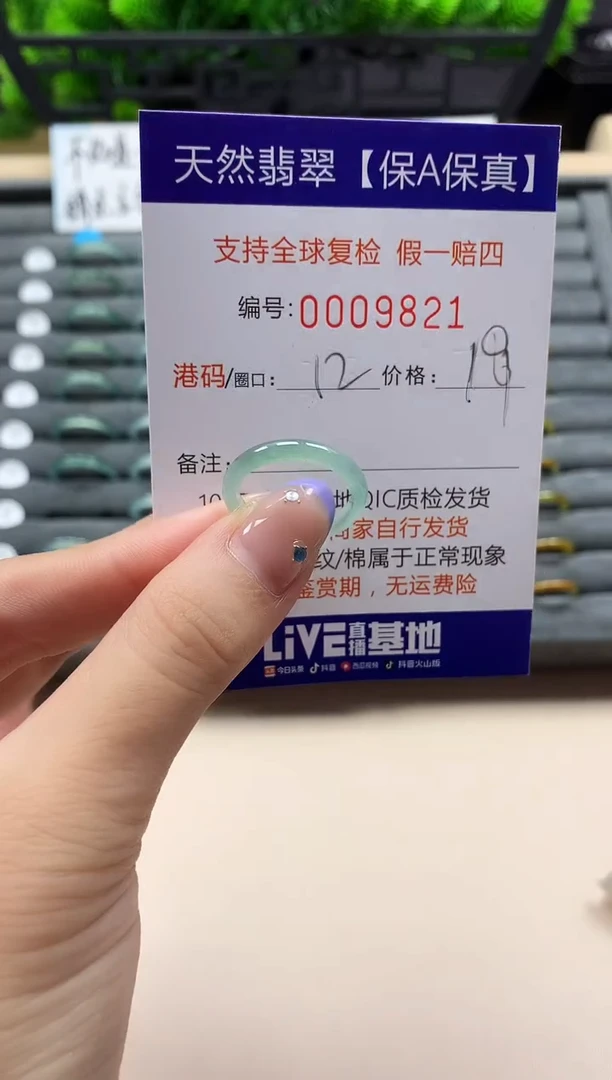 天然翡翠【保A保真】
支持全球复检 假一赔四
编号:0009821
港码/圈口: 12 价格: 19
备注:
10 地QIC质检发货
商家自行发货
纹/棉属于正常现象
鉴赏期，无运费险
LiVE直播基地
今日头条 抖音 西瓜视频 抖音火山版